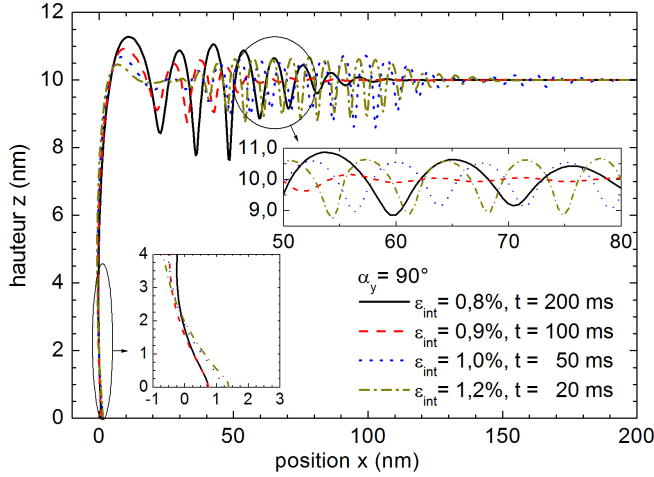 12
10
8
6
4
2
0
hauteur z (nm)
11,0
10,0
9,0
50 60 70 80
4
3
2
1
0
-1 0 1 2 3
α_y = 90°
ε_int = 0,8%, t = 200 ms
ε_int = 0,9%, t = 100 ms
ε_int = 1,0%, t = 50 ms
ε_int = 1,2%, t = 20 ms
0 50 100 150 200
position x (nm)